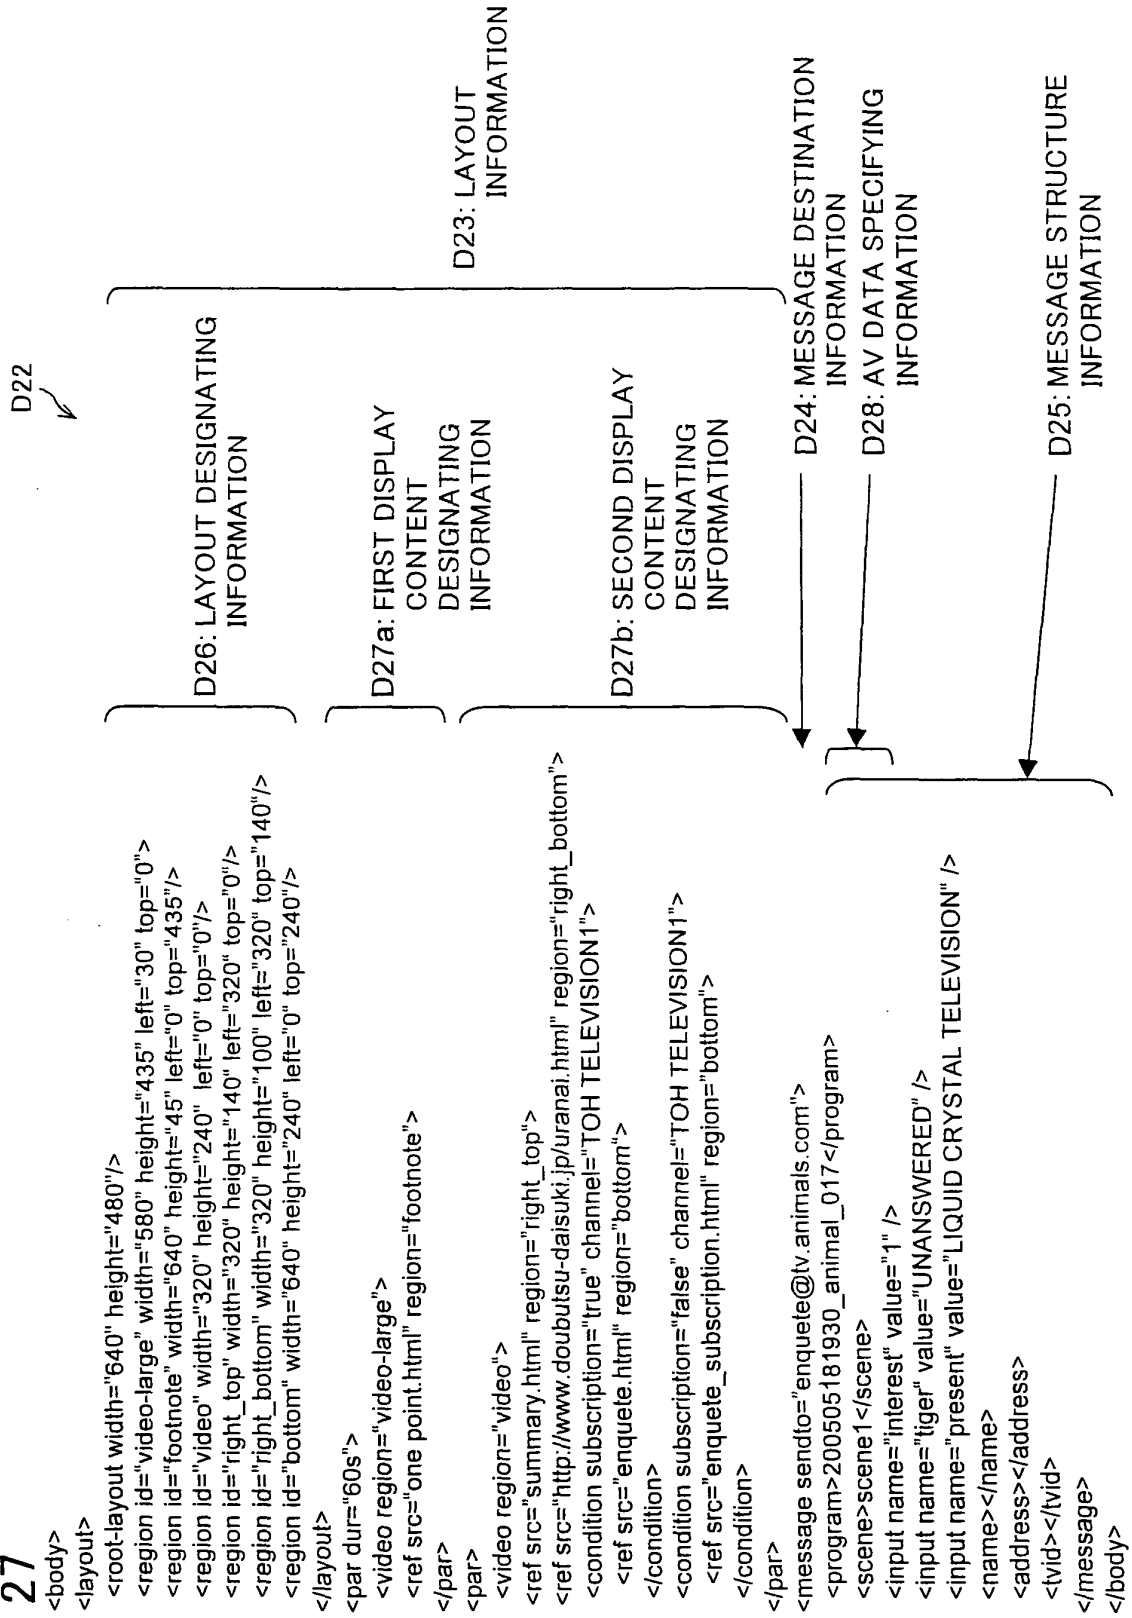 27
<body>
<layout>
<root-layout width="640" height="480"/>
<region id="video-large" width="580" height="435" left="30" top="0">
<region id="footnote" width="640" height="45" left="0" top="435"/>
<region id="video" width="320" height="240" left="0" top="0"/>
<region id="right_top" width="320" height="140" left="320" top="0"/>
<region id="right_bottom" width="320" height="100" left="320" top="140"/>
<region id="bottom" width="640" height="240" left="0" top="240"/>
</layout>
<par dur="60s">
<video region="video-large">
<ref src="one point.html" region="footnote">
</par>
<par>
<video region="video">
<ref src="summary.html" region="right_top">
<ref src="http://www.doubutsu-daisuki.jp/uranai.html" region="right_bottom">
<condition subscription="true" channel="TOH TELEVISION1">
<ref src="enquete.html" region="bottom">
</condition>
<condition subscription="false" channel="TOH TELEVISION1">
<ref src="enquete_subscription.html" region="bottom">
</condition>
</par>
<message sendto="enquete@tv.animals.com">
<program>200505181930_animal_017</program>
<scene>scene1</scene>
<input name="interest" value="1" />
<input name="tiger" value="UNANSWERED" />
<input name="present" value="LIQUID CRYSTAL TELEVISION" />
<name></name>
<address></address>
<tvid></tvid>
</message>
</body>
D22
D26: LAYOUT DESIGNATING
INFORMATION
D27a: FIRST DISPLAY
CONTENT
DESIGNATING
INFORMATION
D27b: SECOND DISPLAY
CONTENT
DESIGNATING
INFORMATION
D23: LAYOUT
INFORMATION
D24: MESSAGE DESTINATION
INFORMATION
D28: AV DATA SPECIFYING
INFORMATION
D25: MESSAGE STRUCTURE
INFORMATION